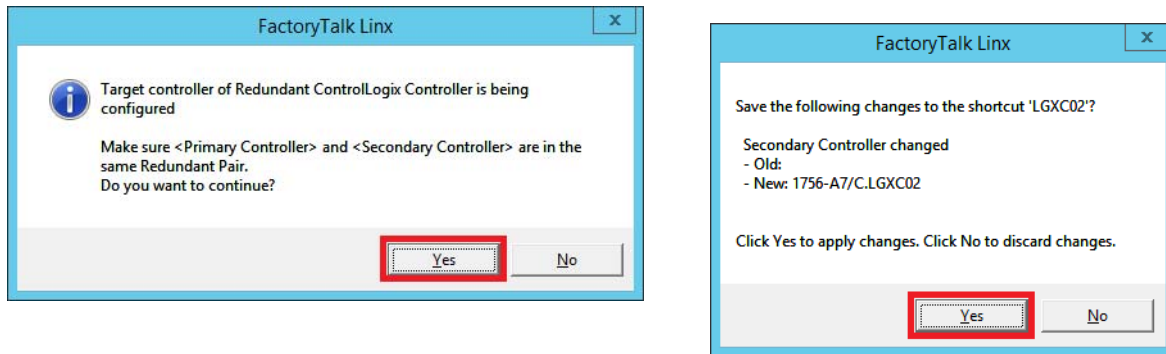 FactoryTalk Linx
x
Target controller of Redundant ControlLogix Controller is being
configured
Make sure <Primary Controller> and <Secondary Controller> are in the
same Redundant Pair.
Do you want to continue?
Yes
No
FactoryTalk Linx
x
Save the following changes to the shortcut 'LGXC02'?
Secondary Controller changed
- Old:
- New: 1756-A7/C.LGXC02
Click Yes to apply changes. Click No to discard changes.
Yes
No